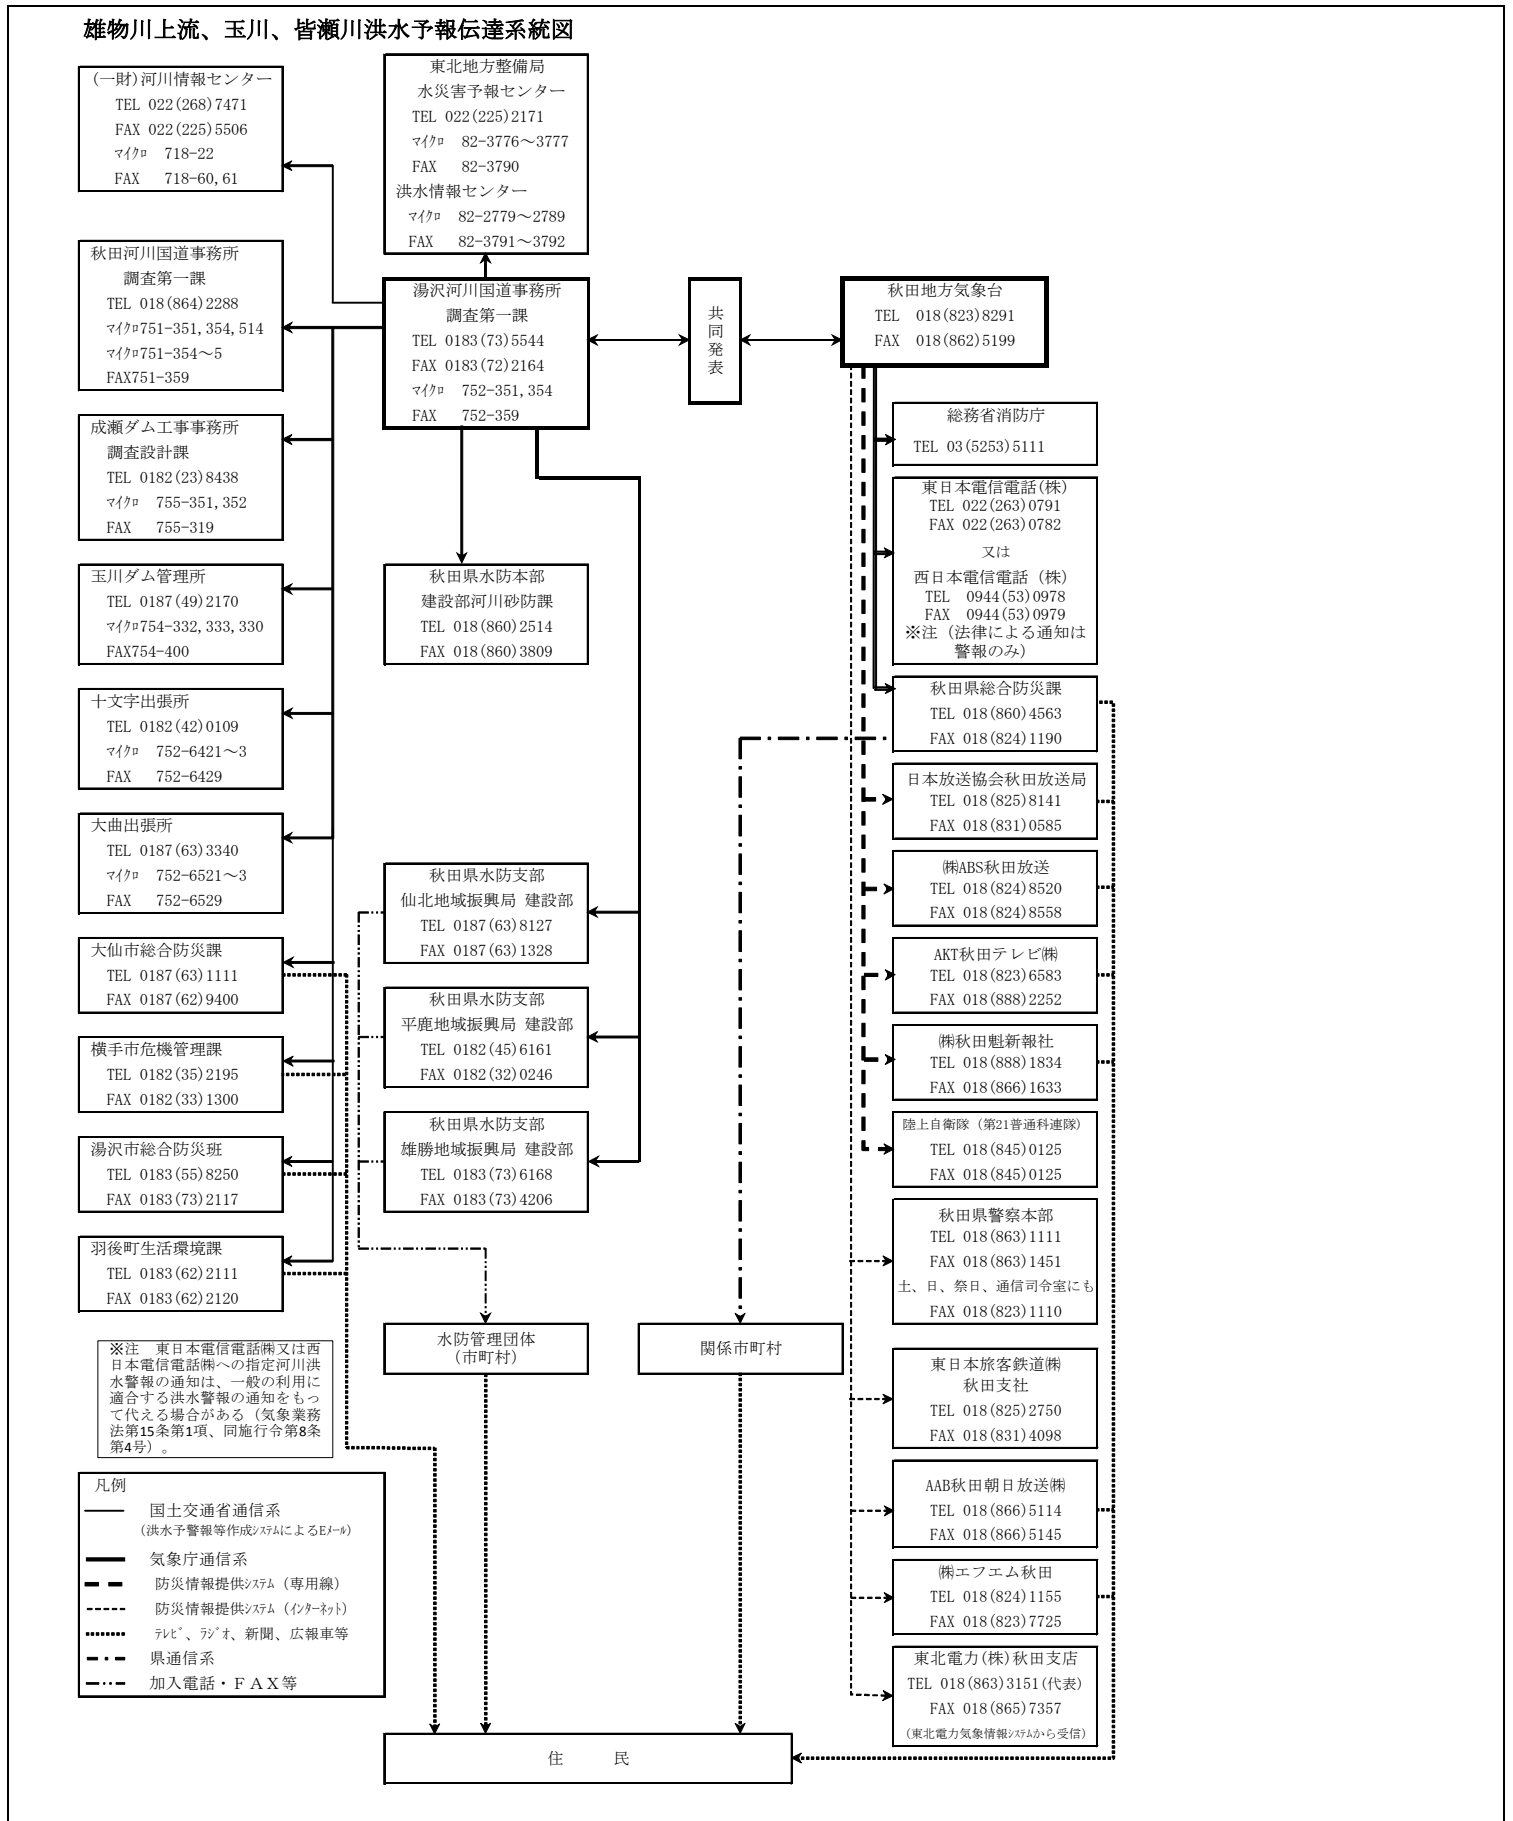 雄物川上流、玉川、皆瀬川洪水予報伝達系統図
(一財)河川情報センター
TEL 022(268)7471
FAX 022(225)5506
ﾏｲｸﾛ 718-22
FAX 718-60,61
秋田河川国道事務所
調査第一課
TEL 018(864)2288
ﾏｲｸﾛ751-351,354,514
ﾏｲｸﾛ751-354～5
FAX751-359
成瀬ダム工事事務所
調査設計課
TEL 0182(23)8438
ﾏｲｸﾛ 755-351,352
FAX 755-319
玉川ダム管理所
TEL 0187(49)2170
ﾏｲｸﾛ754-332,333,330
FAX754-400
十文字出張所
TEL 0182(42)0109
ﾏｲｸﾛ 752-6421～3
FAX 752-6429
大曲出張所
TEL 0187(63)3340
ﾏｲｸﾛ 752-6521～3
FAX 752-6529
大仙市総合防災課
TEL 0187(63)1111
FAX 0187(62)9400
横手市危機管理課
TEL 0182(35)2195
FAX 0182(33)1300
湯沢市総合防災班
TEL 0183(55)8250
FAX 0183(73)2117
羽後町生活環境課
TEL 0183(62)2111
FAX 0183(62)2120
※注 東日本電信電話㈱又は西
日本電信電話㈱への指定河川洪
水警報の通知は、一般の利用に
適合する洪水警報の通知をもっ
て代える場合がある（気象業務
法第15条第1項、同施行令第8条
第4号）。
凡例
国土交通省通信系
(洪水予警報等作成ｼｽﾃﾑによるEﾒｰﾙ)
気象庁通信系
防災情報提供ｼｽﾃﾑ（専用線）
防災情報提供ｼｽﾃﾑ（ｲﾝﾀｰﾈｯﾄ）
ﾃﾚﾋﾞ、ﾗｼﾞｵ、新聞、広報車等
県通信系
加入電話・ＦＡＸ等
東北地方整備局
水災害予報センター
TEL 022(225)2171
ﾏｲｸﾛ 82-3776～3777
FAX 82-3790
洪水情報センター
ﾏｲｸﾛ 82-2779～2789
FAX 82-3791～3792
湯沢河川国道事務所
調査第一課
TEL 0183(73)5544
FAX 0183(72)2164
ﾏｲｸﾛ 752-351,354
FAX 752-359
秋田県水防本部
建設部河川砂防課
TEL 018(860)2514
FAX 018(860)3809
秋田県水防支部
仙北地域振興局 建設部
TEL 0187(63)8127
FAX 0187(63)1328
秋田県水防支部
平鹿地域振興局 建設部
TEL 0182(45)6161
FAX 0182(32)0246
秋田県水防支部
雄勝地域振興局 建設部
TEL 0183(73)6168
FAX 0183(73)4206
水防管理団体
(市町村)
共
同
発
表
関係市町村
秋田地方気象台
TEL 018(823)8291
FAX 018(862)5199
総務省消防庁
TEL 03(5253)5111
東日本電信電話(株)
TEL 022(263)0791
FAX 022(263)0782
又は
西日本電信電話（株）
TEL 0944(53)0978
FAX 0944(53)0979
※注（法律による通知は
警報のみ）
秋田県総合防災課
TEL 018(860)4563
FAX 018(824)1190
日本放送協会秋田放送局
TEL 018(825)8141
FAX 018(831)0585
㈱ABS秋田放送
TEL 018(824)8520
FAX 018(824)8558
AKT秋田テレビ㈱
TEL 018(823)6583
FAX 018(888)2252
㈱秋田魁新報社
TEL 018(888)1834
FAX 018(866)1633
陸上自衛隊（第21普通科連隊）
TEL 018(845)0125
FAX 018(845)0125
秋田県警察本部
TEL 018(863)1111
FAX 018(863)1451
土、日、祭日、通信司令室にも
FAX 018(823)1110
東日本旅客鉄道㈱
秋田支社
TEL 018(825)2750
FAX 018(831)4098
AAB秋田朝日放送㈱
TEL 018(866)5114
FAX 018(866)5145
㈱エフエム秋田
TEL 018(824)1155
FAX 018(823)7725
東北電力(株)秋田支店
TEL 018(863)3151(代表)
FAX 018(865)7357
（東北電力気象情報ｼｽﾃﾑから受信）
住 民